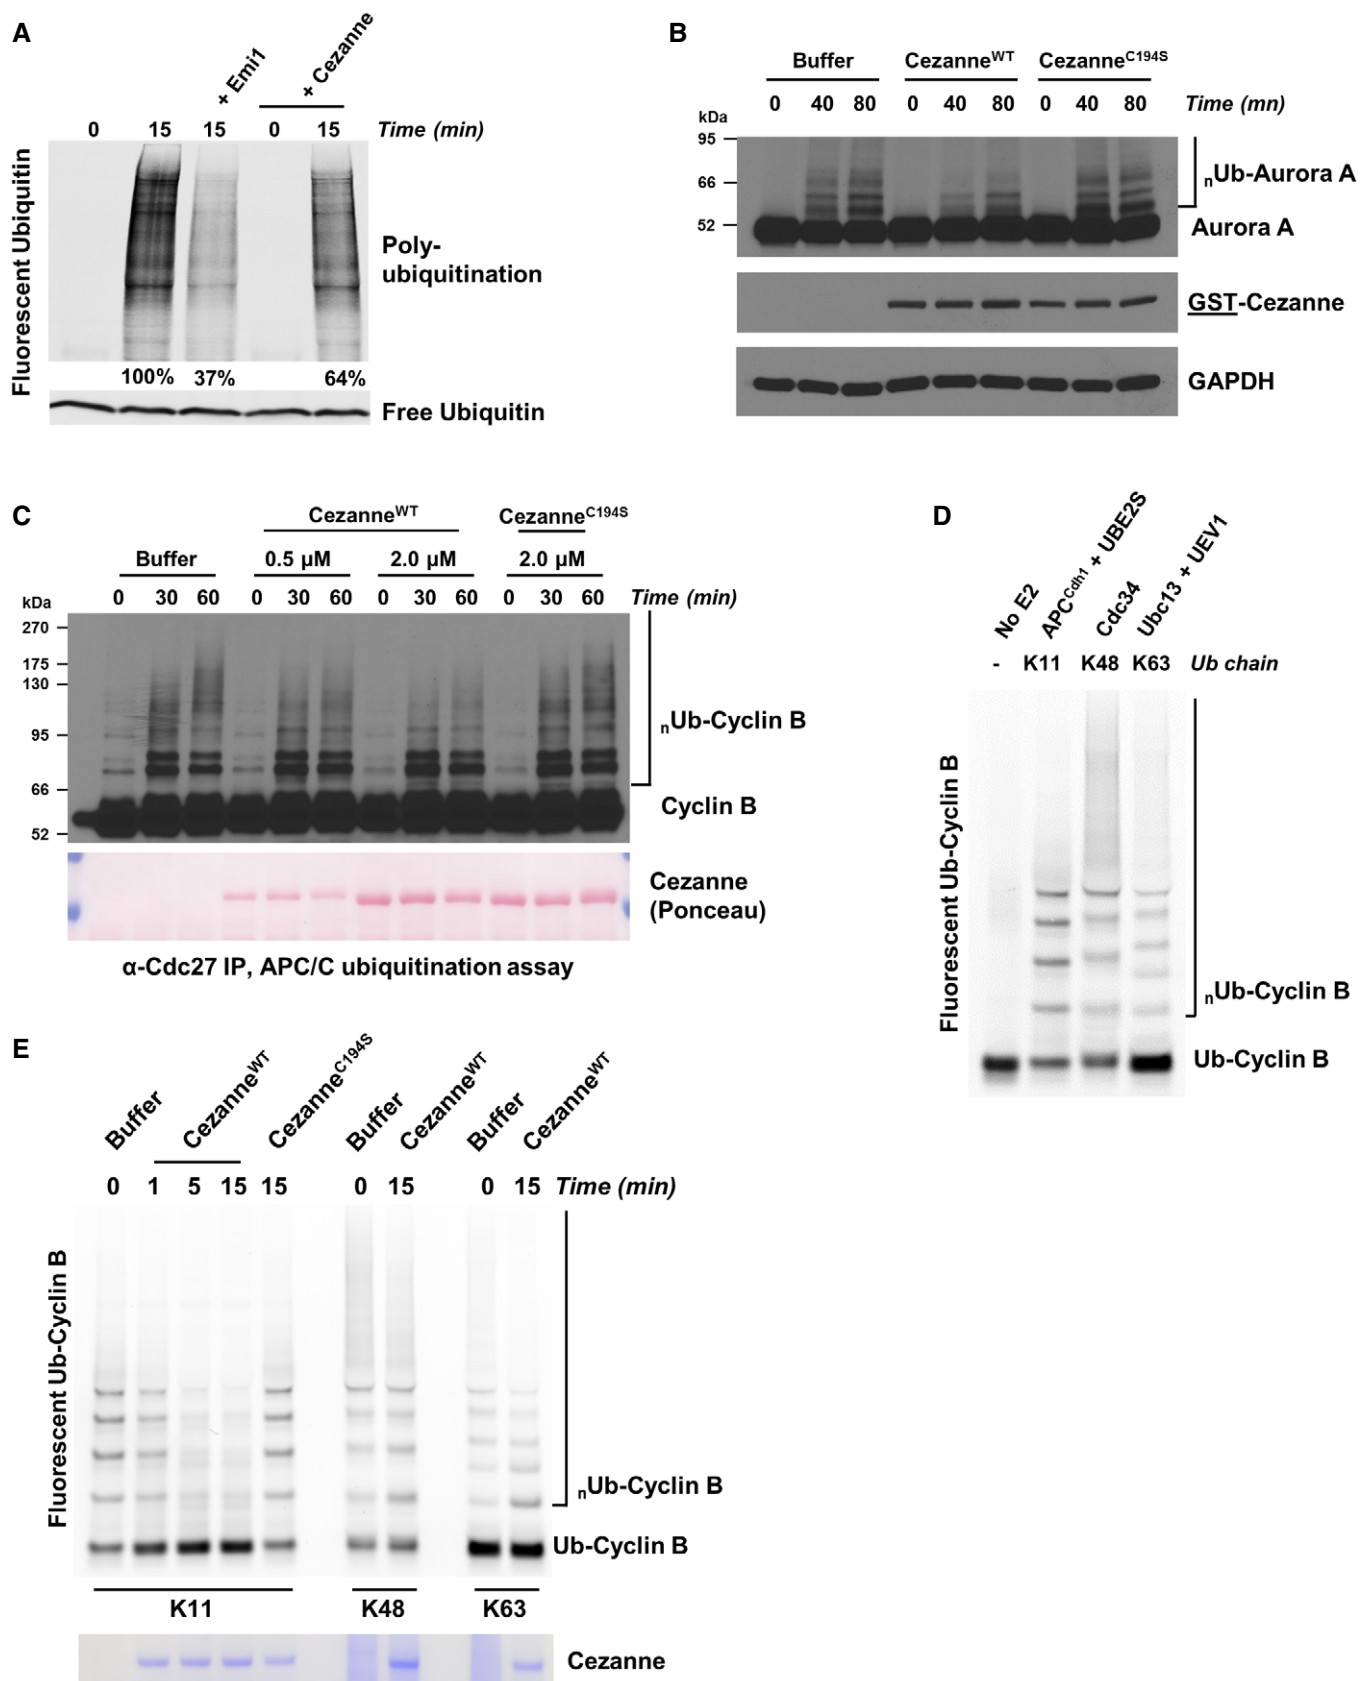 A
+ Emi1
+ Cezanne
0 15 15 0 15 Time (min)
Fluorescent Ubiquitin
Poly-
ubiquitination
100% 37% 64%
Free Ubiquitin
B
Buffer CezanneWT CezanneC194S
0 40 80 0 40 80 0 40 80 Time (mn)
kDa
95
66
52
nUb-Aurora A
Aurora A
GST-Cezanne
GAPDH
C
CezanneWT CezanneC194S
Buffer 0.5 µM 2.0 µM 2.0 µM
0 30 60 0 30 60 0 30 60 0 30 60 Time (min)
kDa
270
175
130
95
66
52
nUb-Cyclin B
Cyclin B
Cezanne
(Ponceau)
α-Cdc27 IP, APC/C ubiquitination assay
D
No E2
APCCdh1 + UBE2S
Cdc34
Ubc13 + UEV1
- K11 K48 K63 Ub chain
Fluorescent Ub-Cyclin B
nUb-Cyclin B
Ub-Cyclin B
E
Buffer CezanneWT CezanneC194S Buffer CezanneWT Buffer CezanneWT
0 1 5 15 15 0 15 0 15 Time (min)
Fluorescent Ub-Cyclin B
nUb-Cyclin B
Ub-Cyclin B
K11 K48 K63
Cezanne